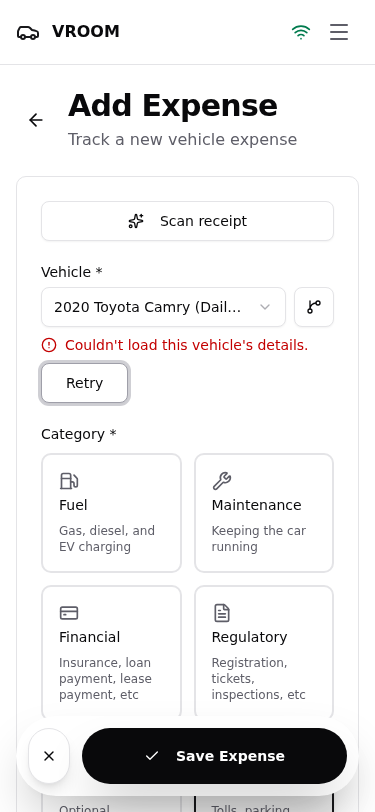 VROOM
Add Expense
Track a new vehicle expense
Scan receipt
Vehicle *
2020 Toyota Camry (Dail...
Couldn't load this vehicle's details.
Retry
Category *
Fuel
Gas, diesel, and
EV charging
Maintenance
Keeping the car
running
Financial
Insurance, loan
payment, lease
payment, etc
Regulatory
Registration,
tickets,
inspections, etc
Save Expense
Optional
Tolls, parking